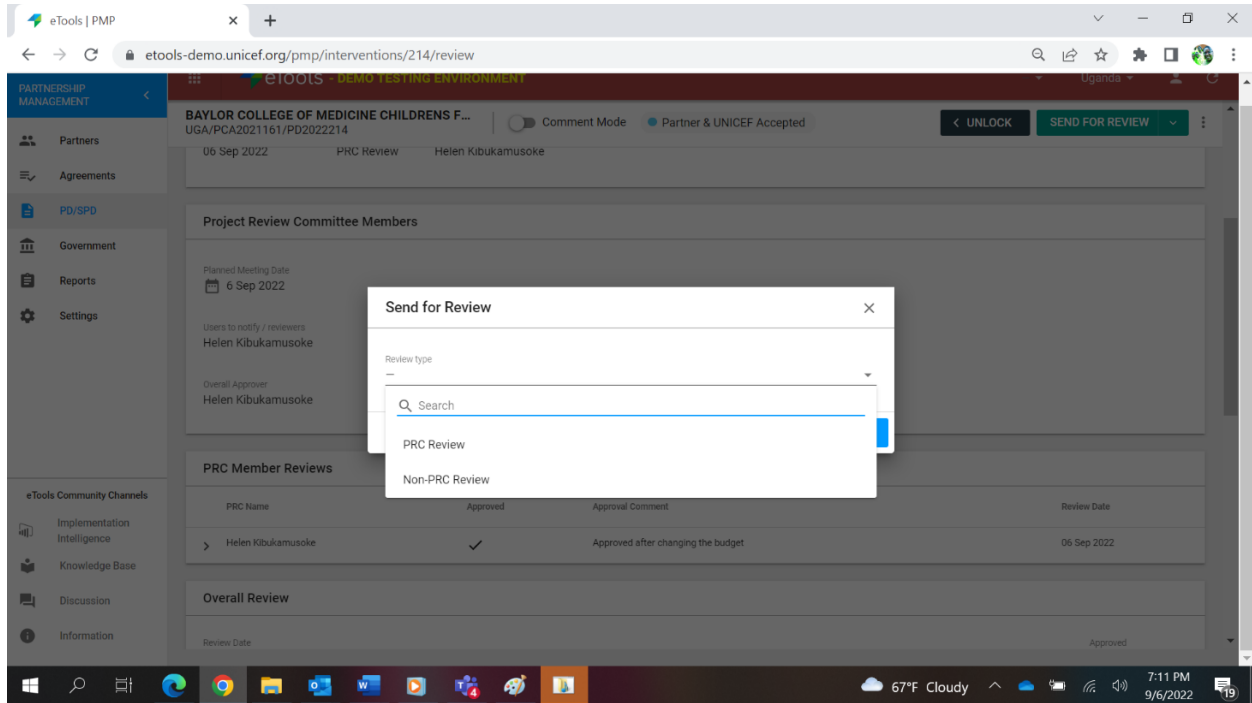 eTools | PMP
etools-demo.unicef.org/pmp/interventions/214/review
PARTNERSHIP
MANAGEMENT
eTools - DEMO TESTING ENVIRONMENT
Uganda
BAYLOR COLLEGE OF MEDICINE CHILDRENS F...
UGA/PCA2021161/PD2022214
Comment Mode
Partner & UNICEF Accepted
< UNLOCK
SEND FOR REVIEW
Partners
Agreements
PD/SPD
Government
Reports
Settings
06 Sep 2022 PRC Review Helen Kibukamusoke
Project Review Committee Members
Planned Meeting Date
6 Sep 2022
Users to notify / reviewers
Helen Kibukamusoke
Overall Approver
Helen Kibukamusoke
Send for Review
Review type
—
Search
PRC Review
Non-PRC Review
PRC Member Reviews
PRC Name Approved Approval Comment Review Date
Helen Kibukamusoke Approved after changing the budget 06 Sep 2022
Overall Review
Review Date Approved
eTools Community Channels
Implementation
Intelligence
Knowledge Base
Discussion
Information
67°F Cloudy
7:11 PM
9/6/2022
19
4